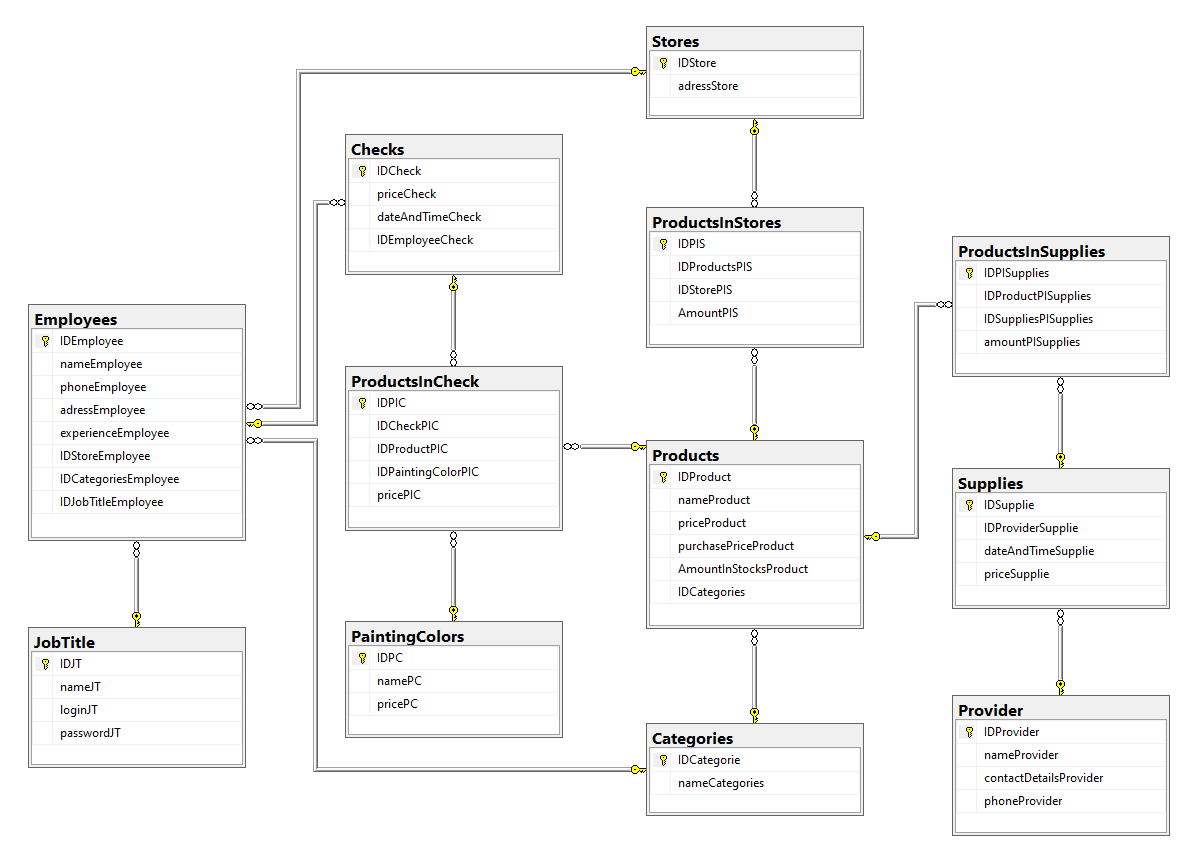 Stores
IDStore
adressStore
Checks
IDCheck
priceCheck
dateAndTimeCheck
IDEmployeeCheck
ProductsInStores
IDPIS
IDProductsPIS
IDStorePIS
AmountPIS
ProductsInSupplies
IDPISupplies
IDProductPISupplies
IDSuppliesPISupplies
amountPISupplies
Employees
IDEmployee
nameEmployee
phoneEmployee
adressEmployee
experienceEmployee
IDStoreEmployee
IDCategoriesEmployee
IDJobTitleEmployee
ProductsInCheck
IDPIC
IDCheckPIC
IDProductPIC
IDPaintingColorPIC
pricePIC
Products
IDProduct
nameProduct
priceProduct
purchasePriceProduct
AmountInStocksProduct
IDCategories
Supplies
IDSupplie
IDProviderSupplie
dateAndTimeSupplie
priceSupplie
JobTitle
IDJT
nameJT
loginJT
passwordJT
PaintingColors
IDPC
namePC
pricePC
Categories
IDCategorie
nameCategories
Provider
IDProvider
nameProvider
contactDetailsProvider
phoneProvider